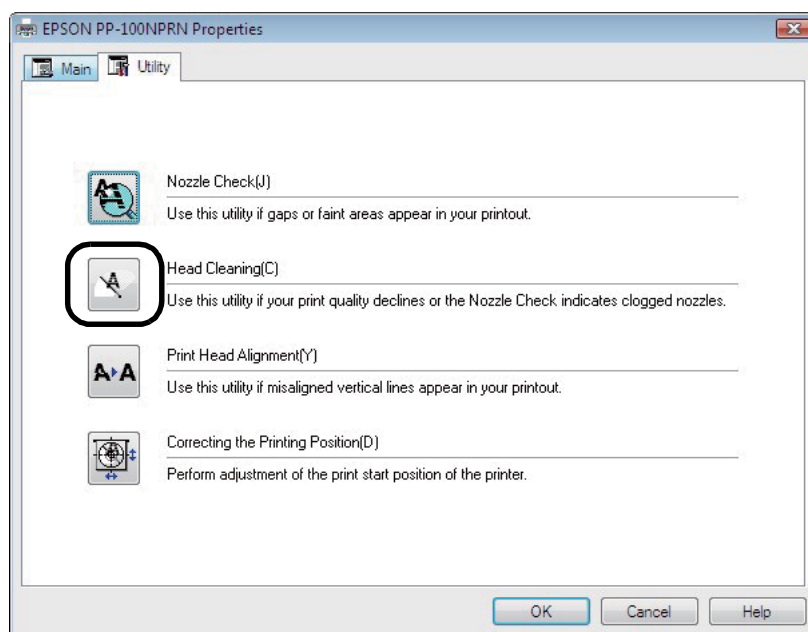 EPSON PP-100NPRN Properties
Main
Utility
Nozzle Check(J)
Use this utility if gaps or faint areas appear in your printout.
Head Cleaning(C)
Use this utility if your print quality declines or the Nozzle Check indicates clogged nozzles.
Print Head Alignment(Y)
Use this utility if misaligned vertical lines appear in your printout.
Correcting the Printing Position(D)
Perform adjustment of the print start position of the printer.
OK Cancel Help